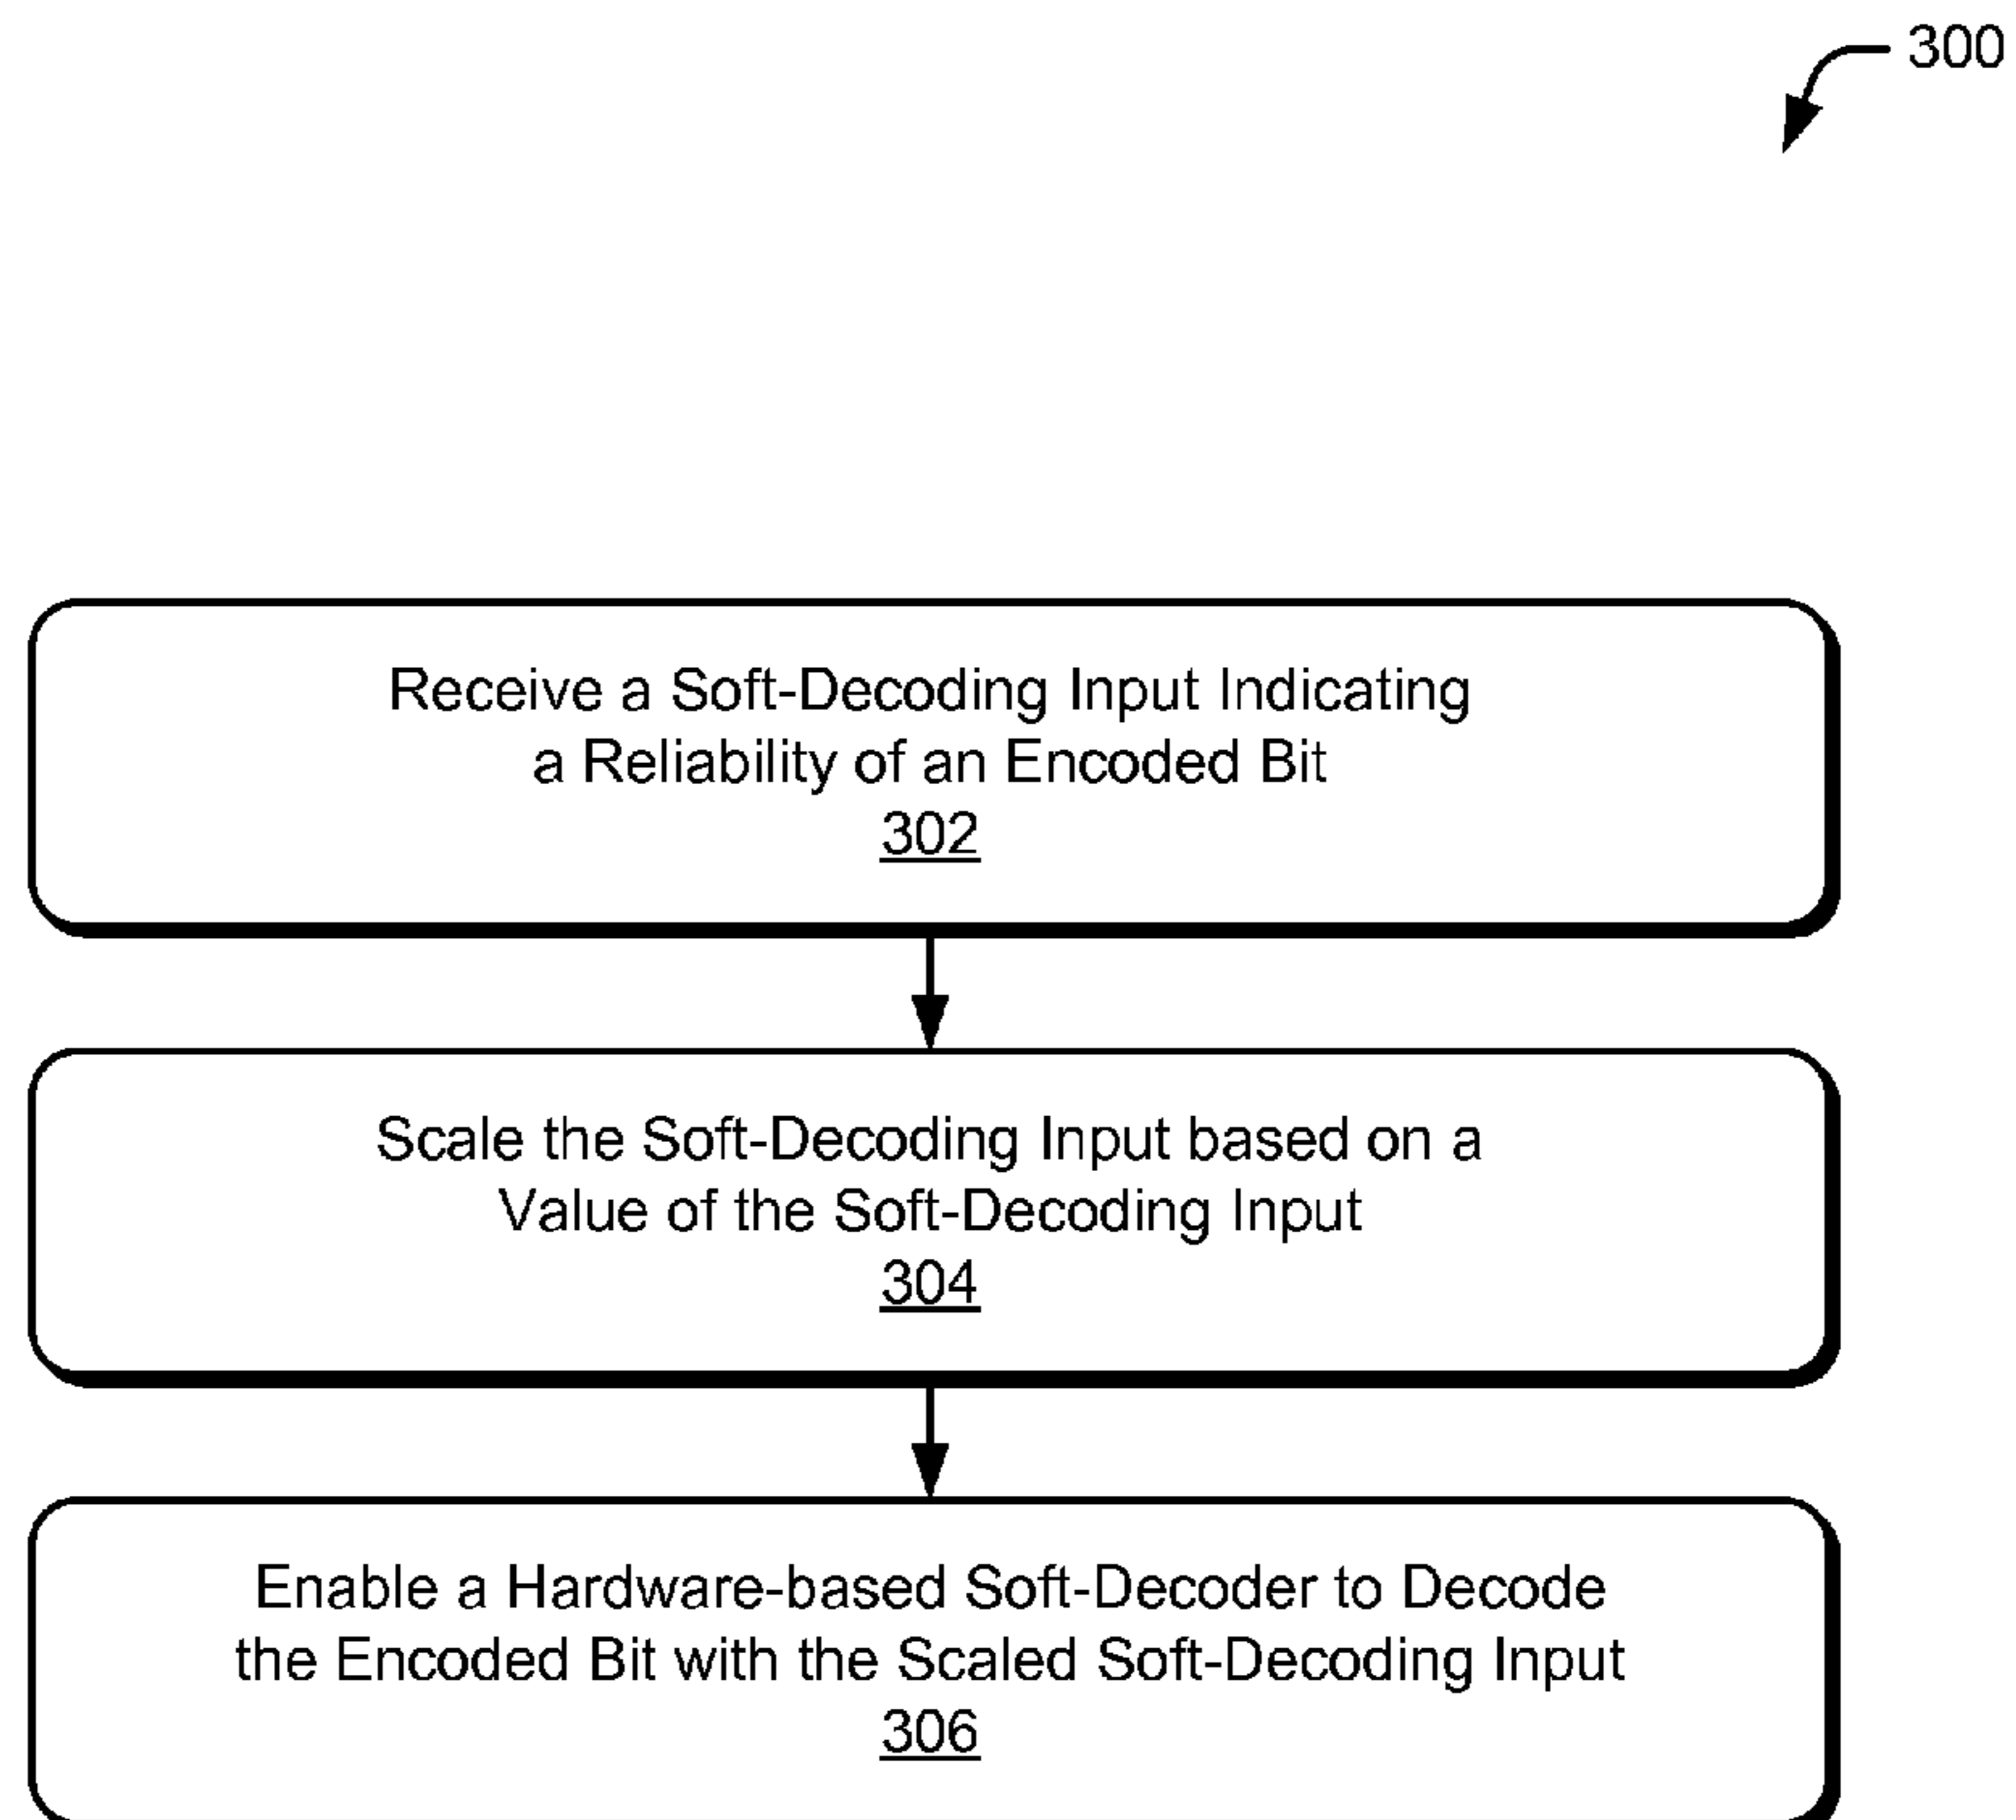 300
Receive a Soft-Decoding Input Indicating
a Reliability of an Encoded Bit
302
Scale the Soft-Decoding Input based on a
Value of the Soft-Decoding Input
304
Enable a Hardware-based Soft-Decoder to Decode
the Encoded Bit with the Scaled Soft-Decoding Input
306